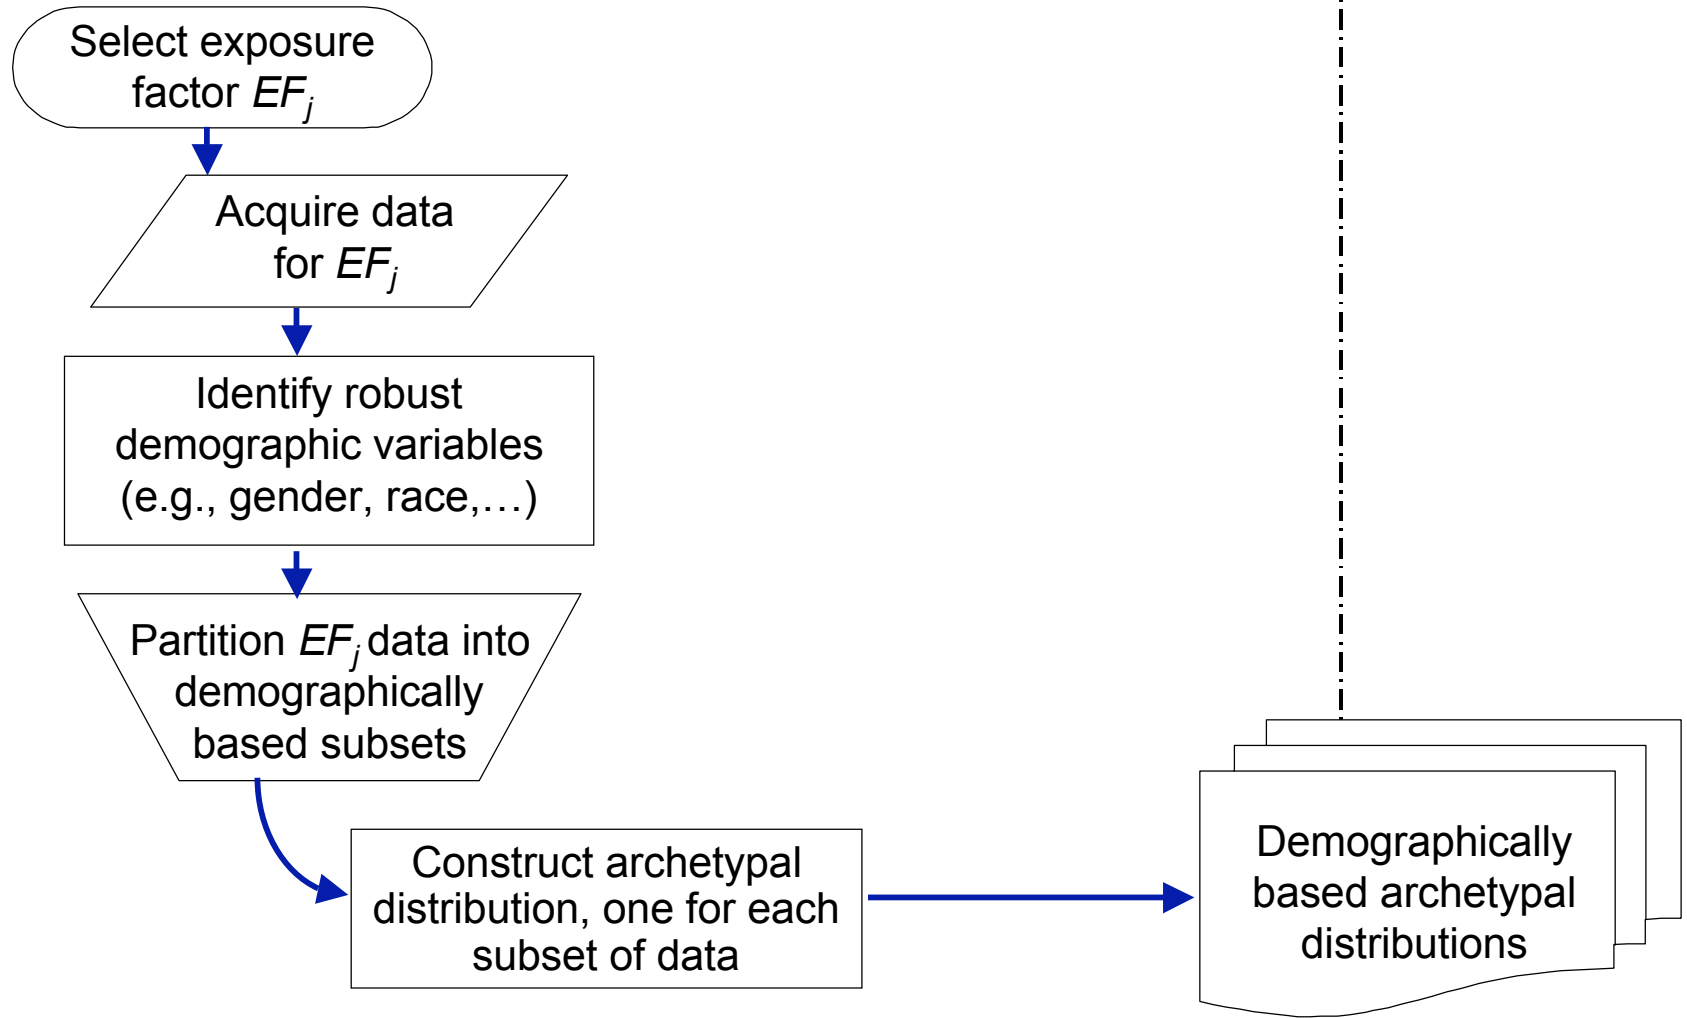 Select exposure
factor EFj
Acquire data
for EFj
Identify robust
demographic variables
(e.g., gender, race,…)
Partition EFj data into
demographically
based subsets
Construct archetypal
distribution, one for each
subset of data
Demographically
based archetypal
distributions